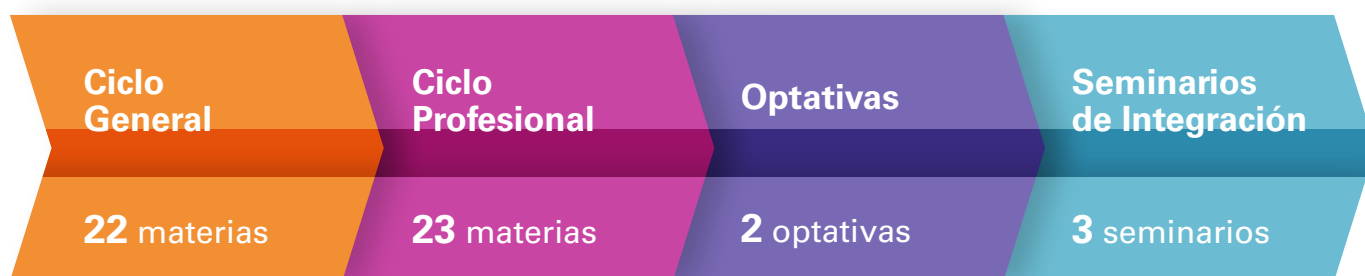 Ciclo
General
22 materias
Ciclo
Profesional
23 materias
Optativas
2 optativas
Seminarios
de Integración
3 seminarios